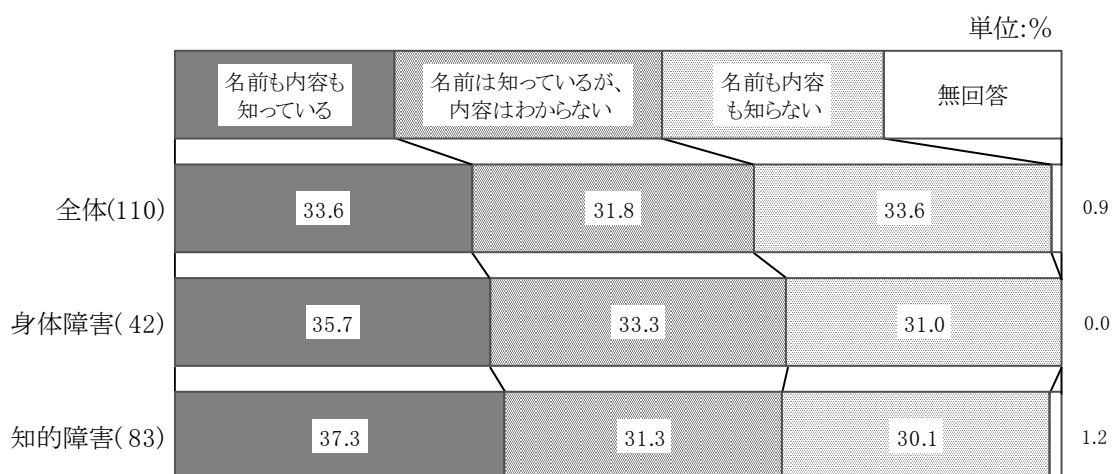 単位:%
名前も内容も
知っている
名前は知っているが、
内容はわからない
名前も内容
も知らない
無回答
全体(110) 33.6 31.8 33.6 0.9
身体障害( 42) 35.7 33.3 31.0 0.0
知的障害( 83) 37.3 31.3 30.1 1.2